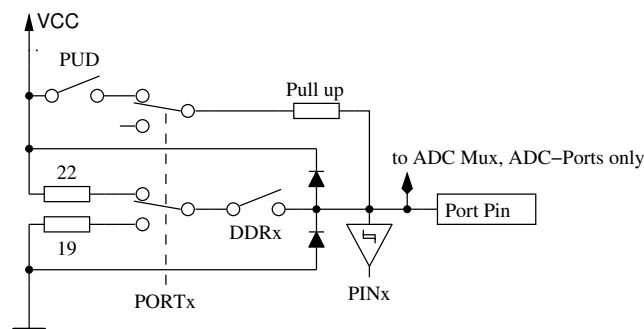 VCC
PUD
Pull up
to ADC Mux, ADC−Ports only
22
Port Pin
DDRx
19
PORTx
PINx